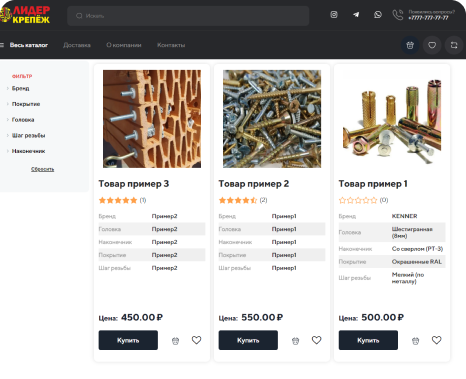 ЛИДЕР
КРЕПЁЖ
Искать
Появились вопросы?
+7777-777-77-77
Весь каталог
Доставка
О компании
Контакты
ФИЛЬТР
Бренд
Покрытие
Головка
Шаг резьбы
Наконечник
Сбросить
Товар пример 3
(1)
Бренд Пример2
Головка Пример2
Наконечник Пример2
Покрытие Пример2
Шаг резьбы Пример2
Цена: 450.00 ₽
Купить
Товар пример 2
(2)
Бренд Пример1
Головка Пример1
Наконечник Пример1
Покрытие Пример1
Шаг резьбы Пример1
Цена: 550.00 ₽
Купить
Товар пример 1
(0)
Бренд KENNER
Головка Шестигранная
(8мм)
Наконечник Со сверлом (PT-3)
Покрытие Окрашенные RAL
Шаг резьбы Мелкий (по
металлу)
Цена: 500.00 ₽
Купить